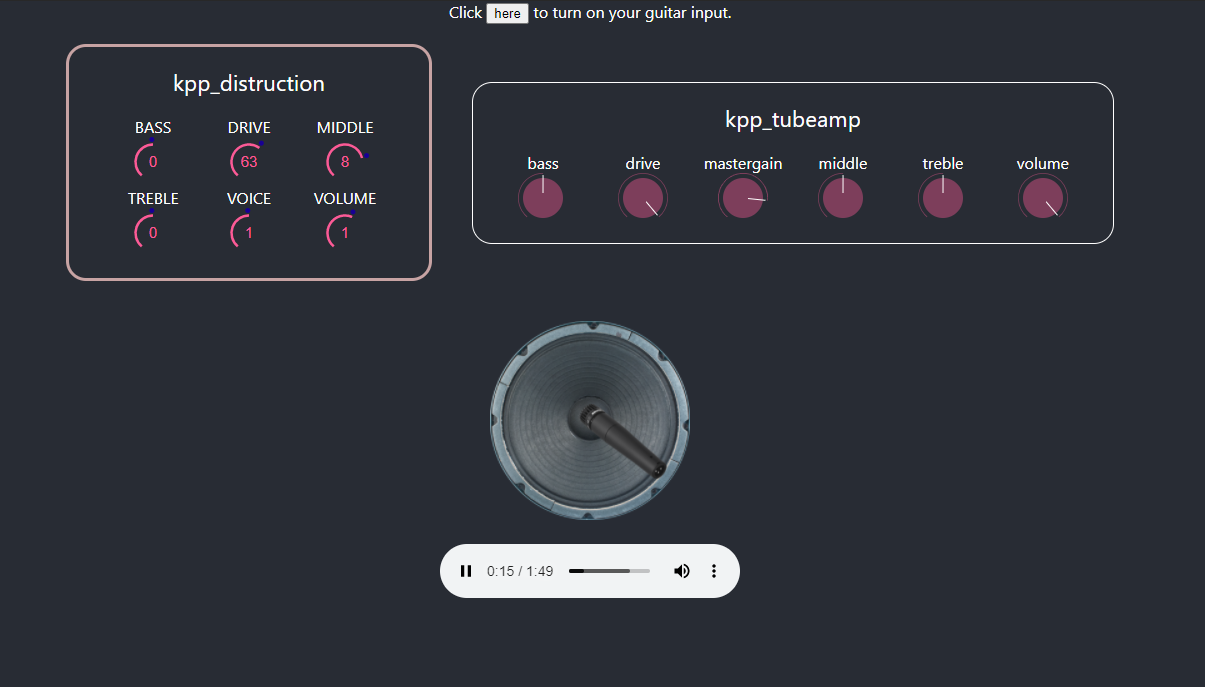 Click here to turn on your guitar input.
kpp_distruction
BASS DRIVE MIDDLE
0 63 8
TREBLE VOICE VOLUME
0 1 1
kpp_tubeamp
bass drive mastergain middle treble volume
0:15 / 1:49